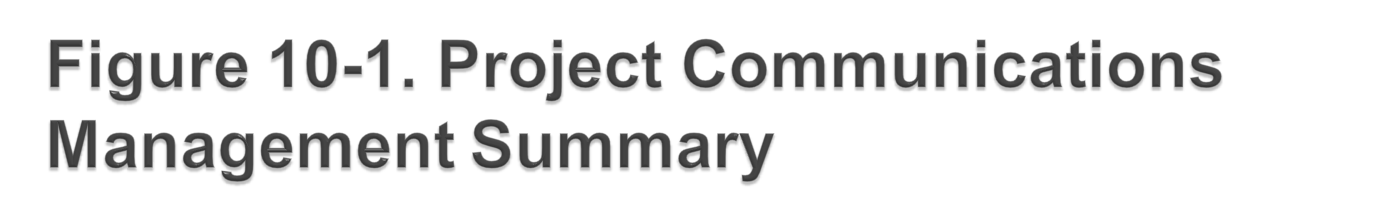 Figure 10-1. Project Communications
Management Summary